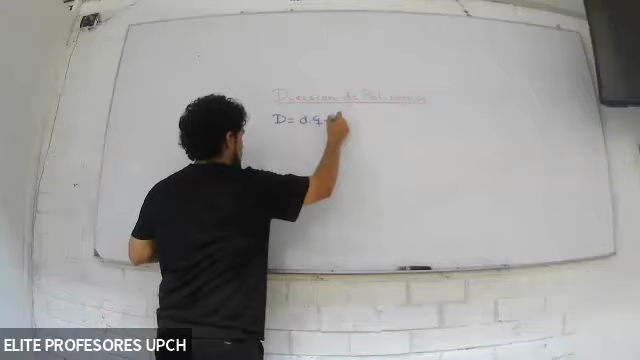 División de Polinomios
D = d.q +
ELITE PROFESORES UPCH